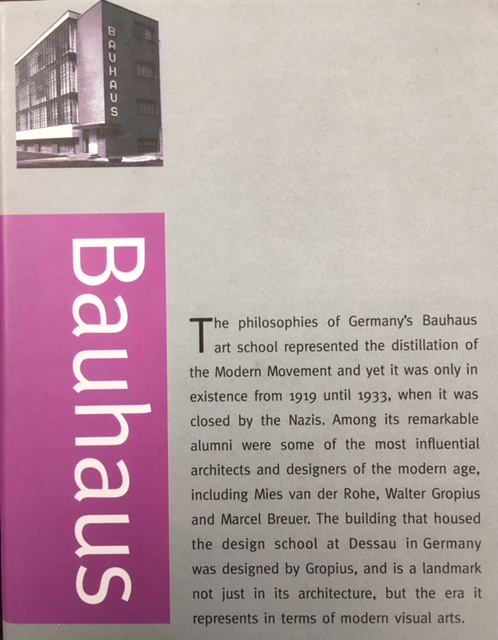 BAUHAUS
Bauhaus
The philosophies of Germany's Bauhaus
art school represented the distillation of
the Modern Movement and yet it was only in
existence from 1919 until 1933, when it was
closed by the Nazis. Among its remarkable
alumni were some of the most influential
architects and designers of the modern age,
including Mies van der Rohe, Walter Gropius
and Marcel Breuer. The building that housed
the design school at Dessau in Germany
was designed by Gropius, and is a landmark
not just in its architecture, but the era it
represents in terms of modern visual arts.